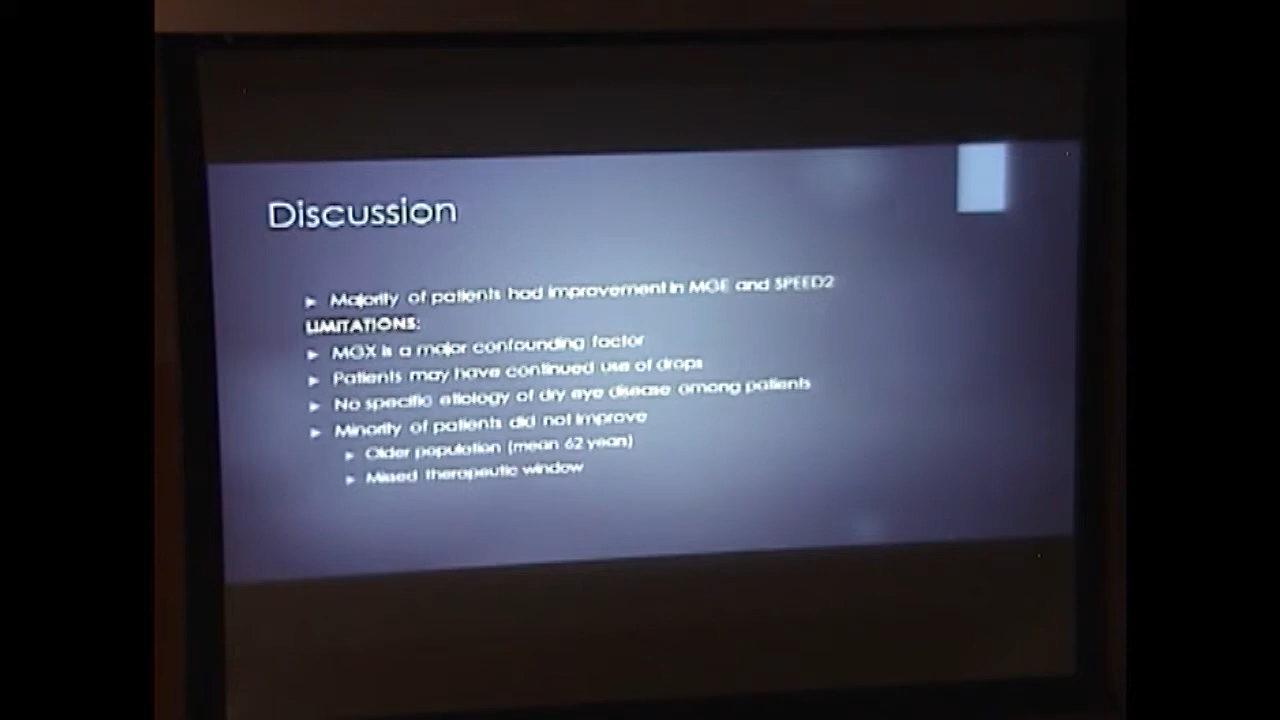 Discussion
► Majority of patients had improvement in MGE and SPEED2
LIMITATIONS:
► MGX is a major confounding factor
► Patients may have continued use of drops
► No specific etiology of dry eye disease among patients
► Minority of patients did not improve
► Older population (mean 62 years)
► Missed therapeutic window